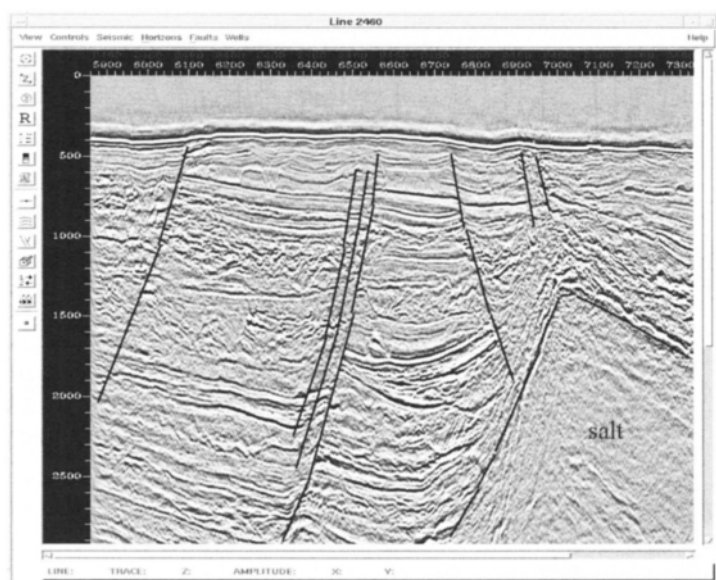 Line 2460
View Controls Seismic Horizons Faults Wells Help
5900 6000 6100 6200 6300 6400 6500 6600 6700 6800 6900 7000 7100 7200 7300
0
500
R
1000
1500
2000
salt
2500
LINE: TRACE: Z: AMPLITUDE: X: Y: